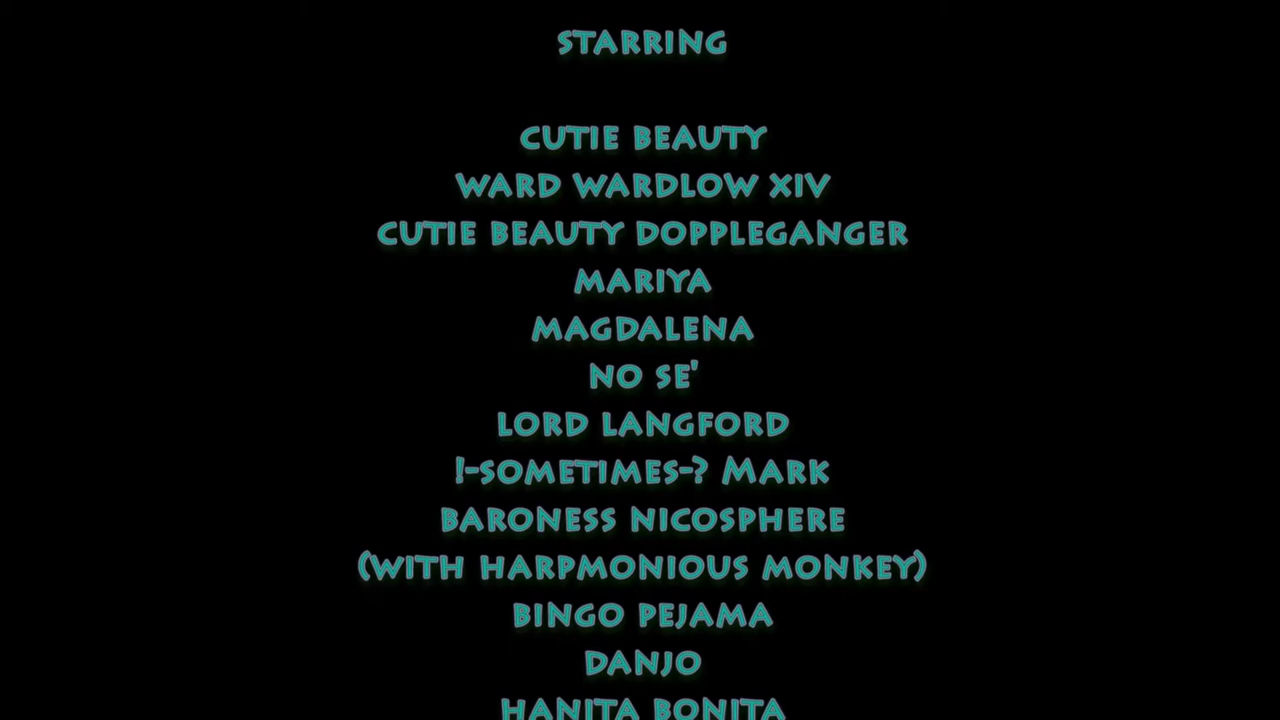 STARRING
CUTIE BEAUTY
WARD WARDLOW XIV
CUTIE BEAUTY DOPPLEGANGER
MARIYA
MAGDALENA
NO SE'
LORD LANGFORD
!-SOMETIMES-? MARK
BARONESS NICOSPHERE
(WITH HARPMONIOUS MONKEY)
BINGO PEJAMA
DANJO
HANITA BONITA